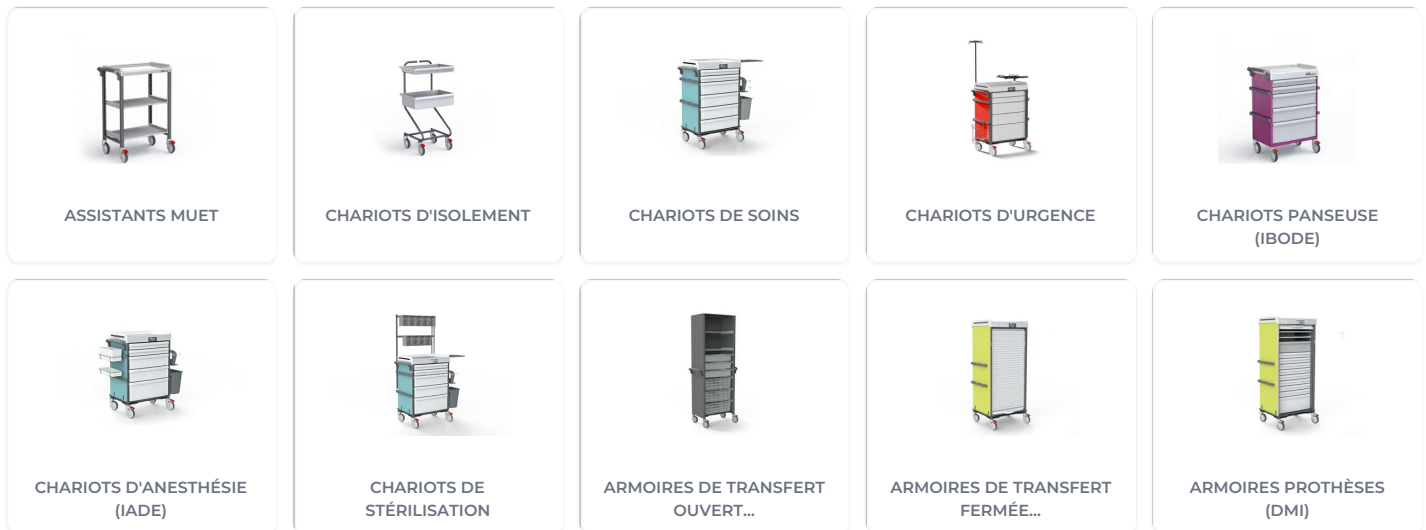 ASSISTANTS MUET
CHARIOTS D'ISOLEMENT
CHARIOTS DE SOINS
CHARIOTS D'URGENCE
CHARIOTS PANSEUSE
(IBODE)
CHARIOTS D'ANESTHÉSIE
(IADE)
CHARIOTS DE
STÉRILISATION
ARMOIRES DE TRANSFERT
OUVERT...
ARMOIRES DE TRANSFERT
FERMÉE...
ARMOIRES PROTHÈSES
(DMI)